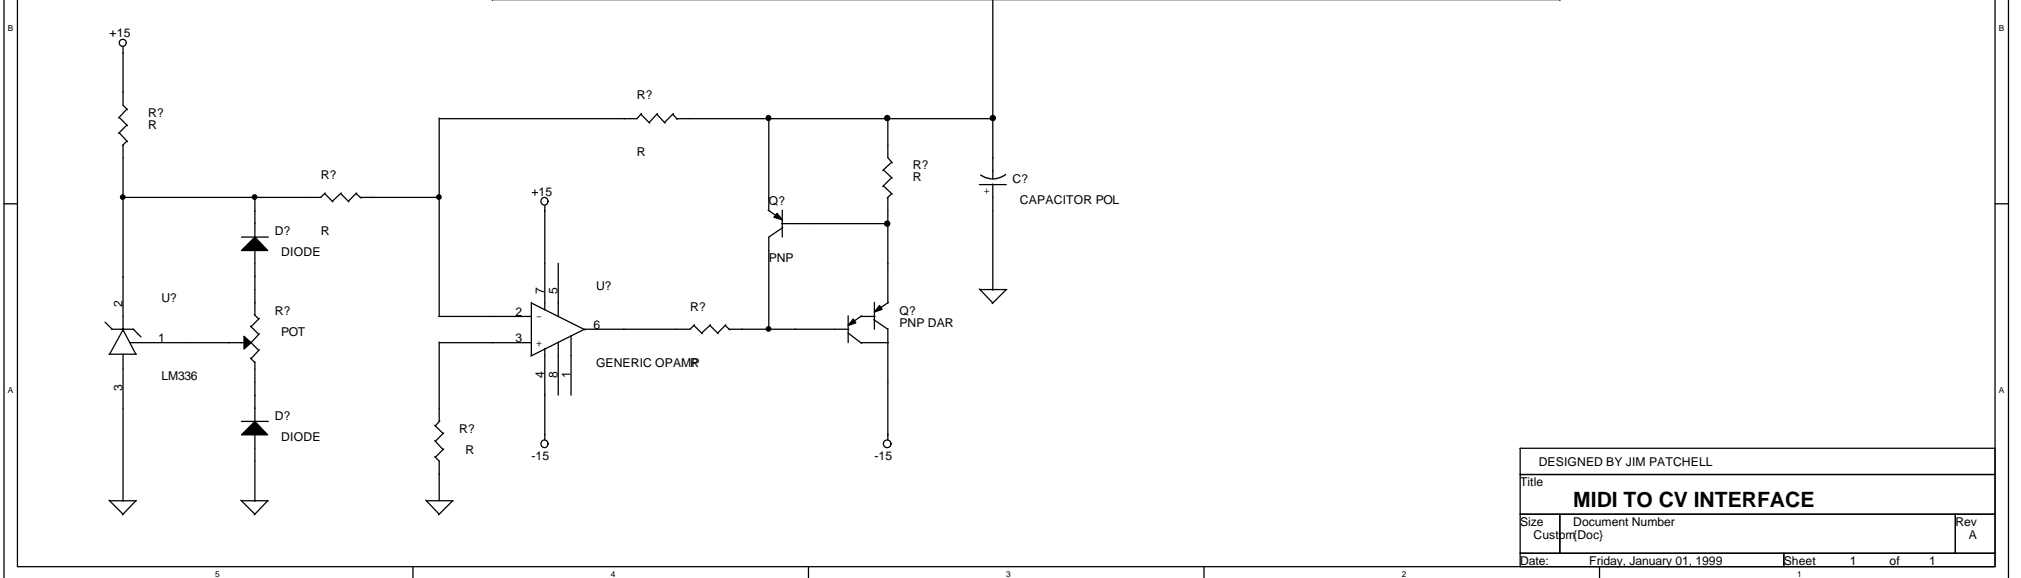 B
B
+15
R?
R
R?
R
R?
R
R?
R
+15
C?
CAPACITOR POL
Q?
PNP
D?
DIODE
U?
2
1
LM336
3
R?
POT
7
5
U?
2
-
3
+
6
4
8
1
GENERIC OPAMP
R?
R
Q?
PNP DAR
+
D?
DIODE
R?
R
-15
-15
A
A
DESIGNED BY JIM PATCHELL
Title
MIDI TO CV INTERFACE
Size
Document Number
Rev
Custom
{Doc}
A
Date:
Friday, January 01, 1999
Sheet 1 of 1
5
4
3
2
1